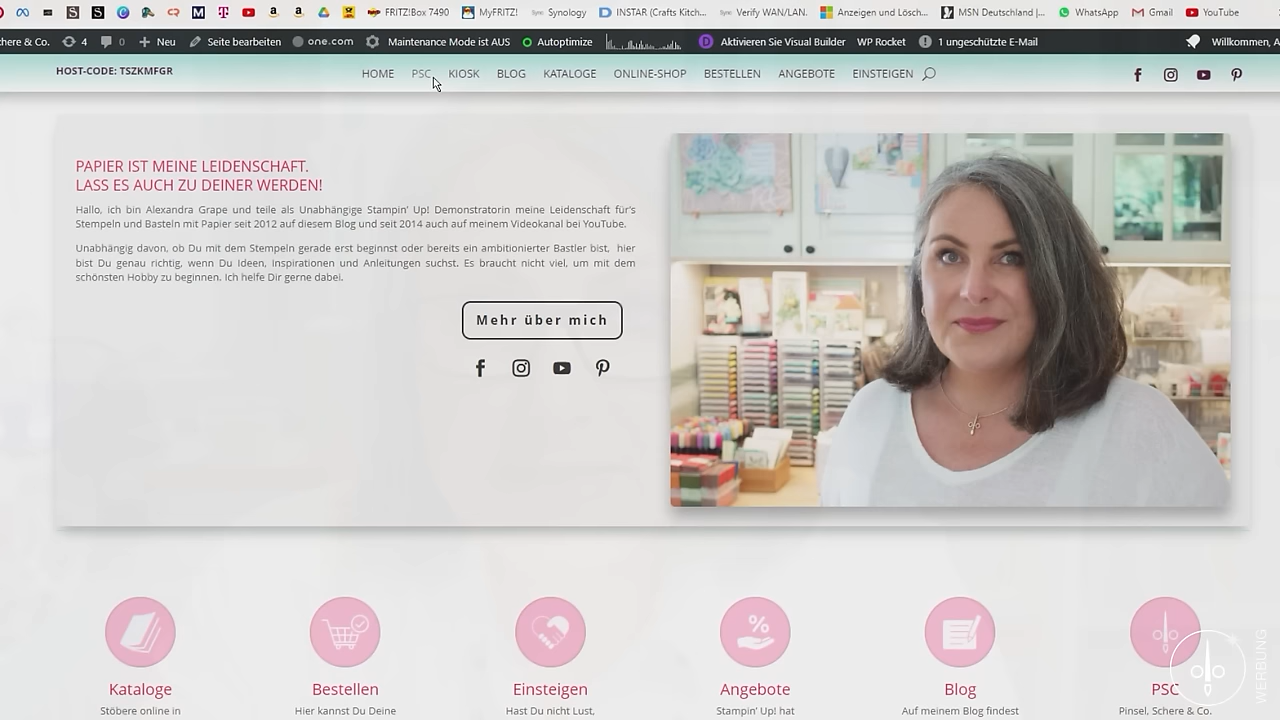 FRITZ!Box 7490
MyFRITZ!
Sync
Synology
INSTAR (Crafts Kitch...
Sync
Verify WAN/LAN.
Anzeigen und Lösch...
MSN Deutschland |...
WhatsApp
Gmail
YouTube
chere & Co.
4
0
Neu
Seite bearbeiten
one.com
Maintenance Mode ist AUS
Autoptimize
Aktivieren Sie Visual Builder
WP Rocket
1 ungeschützte E-Mail
Willkommen, A
HOST-CODE: TSZKMFGR
HOME
PSC
KIOSK
BLOG
KATALOGE
ONLINE-SHOP
BESTELLEN
ANGEBOTE
EINSTEIGEN
PAPIER IST MEINE LEIDENSCHAFT.
LASS ES AUCH ZU DEINER WERDEN!
Hallo, ich bin Alexandra Grape und teile als Unabhängige Stampin' Up! Demonstratorin meine Leidenschaft für's
Stempeln und Basteln mit Papier seit 2012 auf diesem Blog und seit 2014 auch auf meinem Videokanal bei YouTube.
Unabhängig davon, ob Du mit dem Stempeln gerade erst beginnst oder bereits ein ambitionierter Bastler bist, hier
bist Du genau richtig, wenn Du Ideen, Inspirationen und Anleitungen suchst. Es braucht nicht viel, um mit dem
schönsten Hobby zu beginnen. Ich helfe Dir gerne dabei.
Mehr über mich
Kataloge
Bestellen
Einsteigen
Angebote
Blog
PSC
Stöbere online in
Hier kannst Du Deine
Hast Du nicht Lust,
Stampin' Up! hat
Auf meinem Blog findest
Pinsel, Schere & Co.
WERBUNG